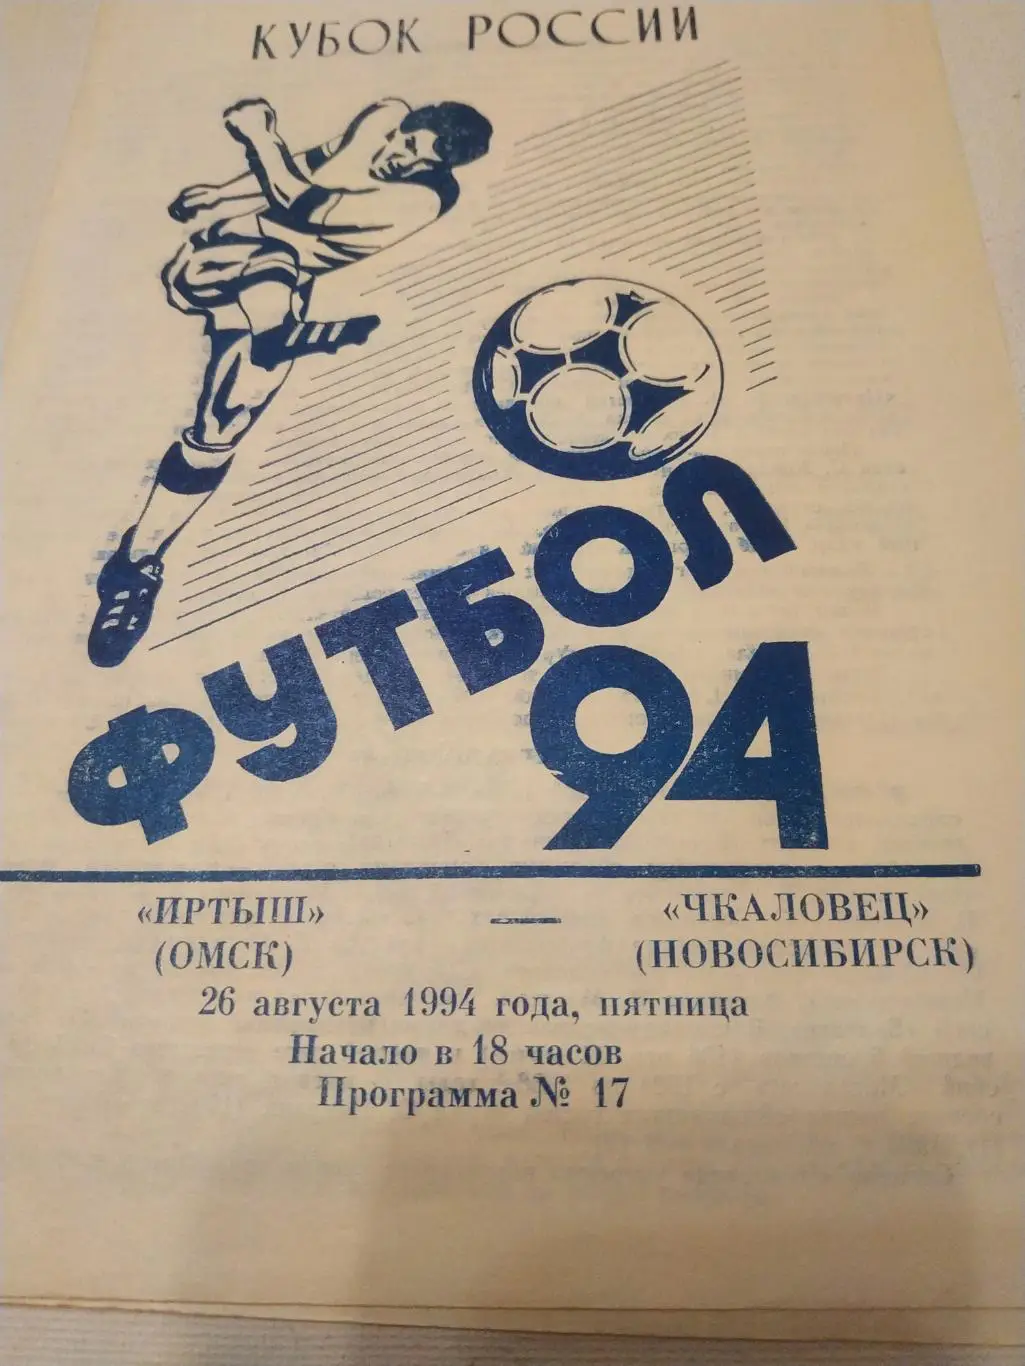 КУБОК РОССИИ
ФУТБОЛ
94
«ИРТЫШ» — «ЧКАЛОВЕЦ»
(ОМСК) (НОВОСИБИРСК)
26 августа 1994 года, пятница
Начало в 18 часов
Программа № 17